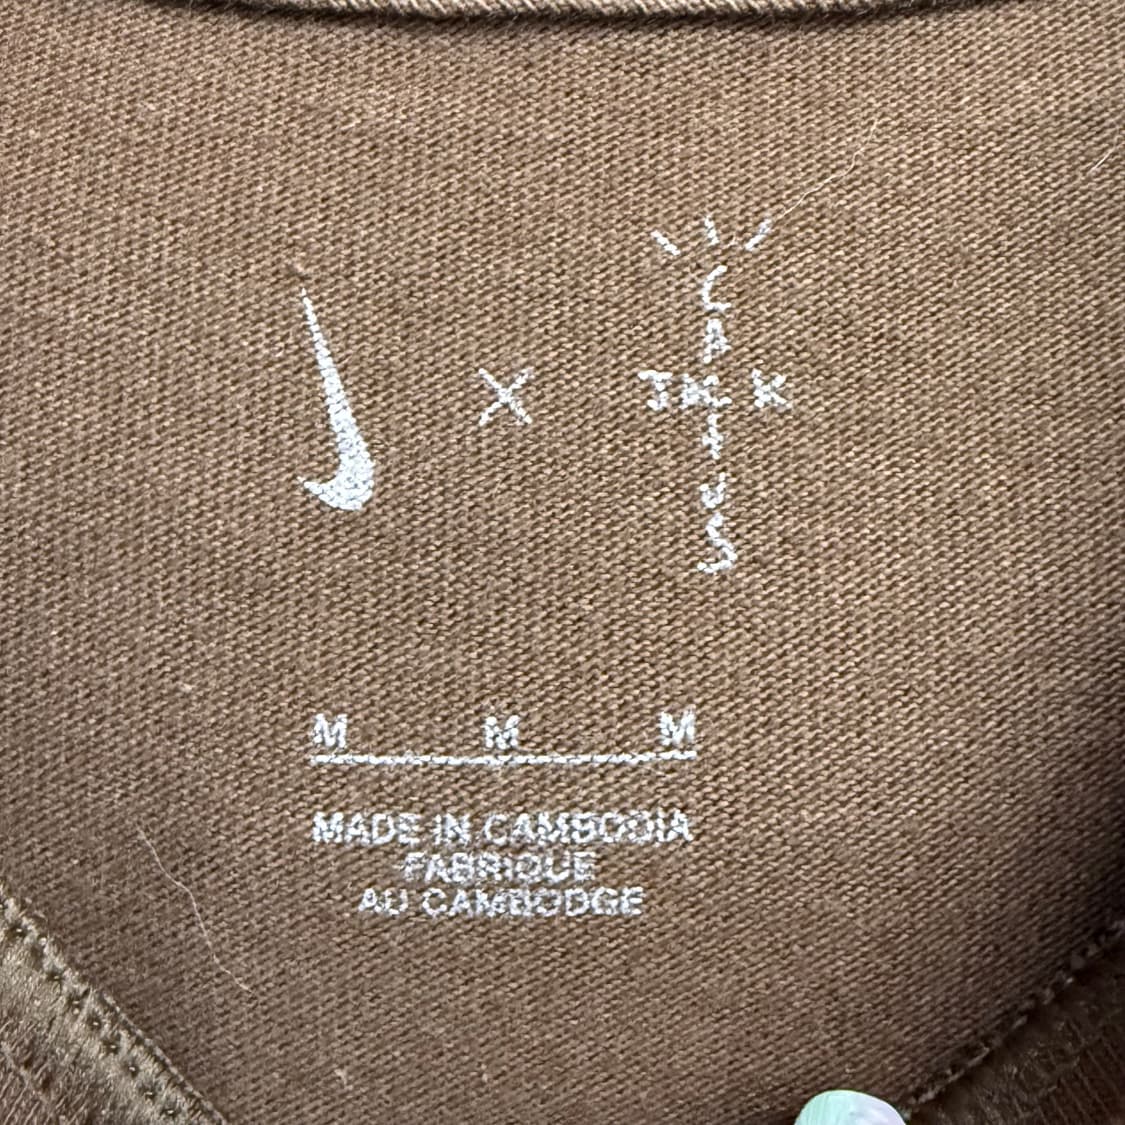 X
CACTUS
JACK
M M M
MADE IN CAMBODIA
FABRIQUE
AU CAMBODGE